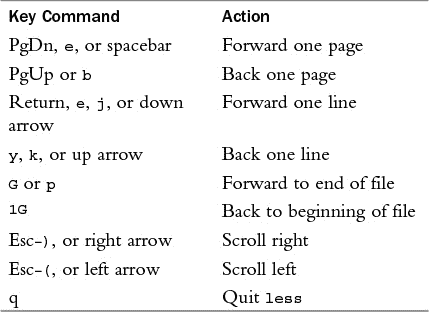 Key Command Action
PgDn, e, or spacebar Forward one page
PgUp or b Back one page
Return, e, j, or down Forward one line
arrow
y, k, or up arrow Back one line
G or p Forward to end of file
1G Back to beginning of file
Esc-), or right arrow Scroll right
Esc-(, or left arrow Scroll left
q Quit less